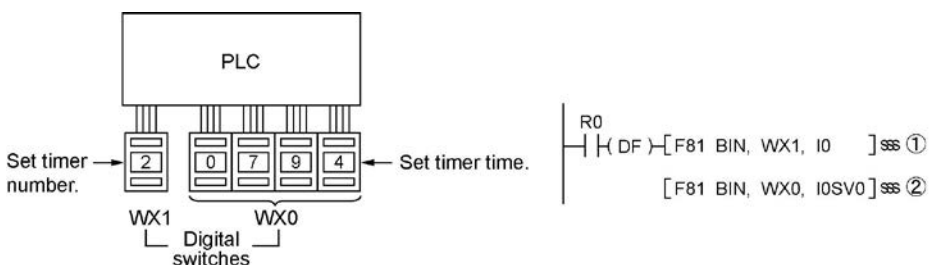 PLC
Set timer number.
2
0 7 9 4
Set timer time.
WX1
WX0
Digital switches
R0
( DF ) [ F81 BIN, WX1, I0 ] ①
[ F81 BIN, WX0, I0SV0 ] ②